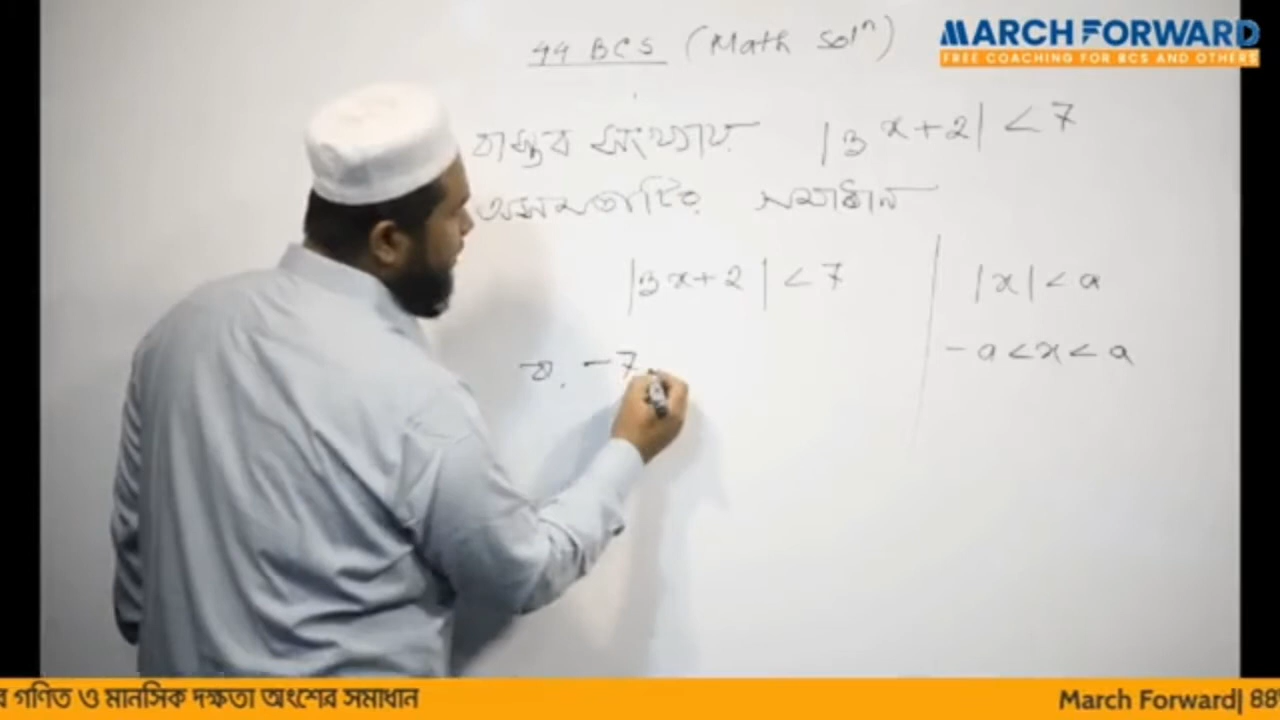 44 BCS (Math Solⁿ)
MARCH FORWARD
FREE COACHING FOR BCS AND OTHERS
বাস্তব সংখ্যায় |3x+2| < 7
অসমতাটির সমাধান
|3x+2| < 7
|x| < a
-a < x < a
বা, -7
র গণিত ও মানসিক দক্ষতা অংশের সমাধান
March Forward| 88